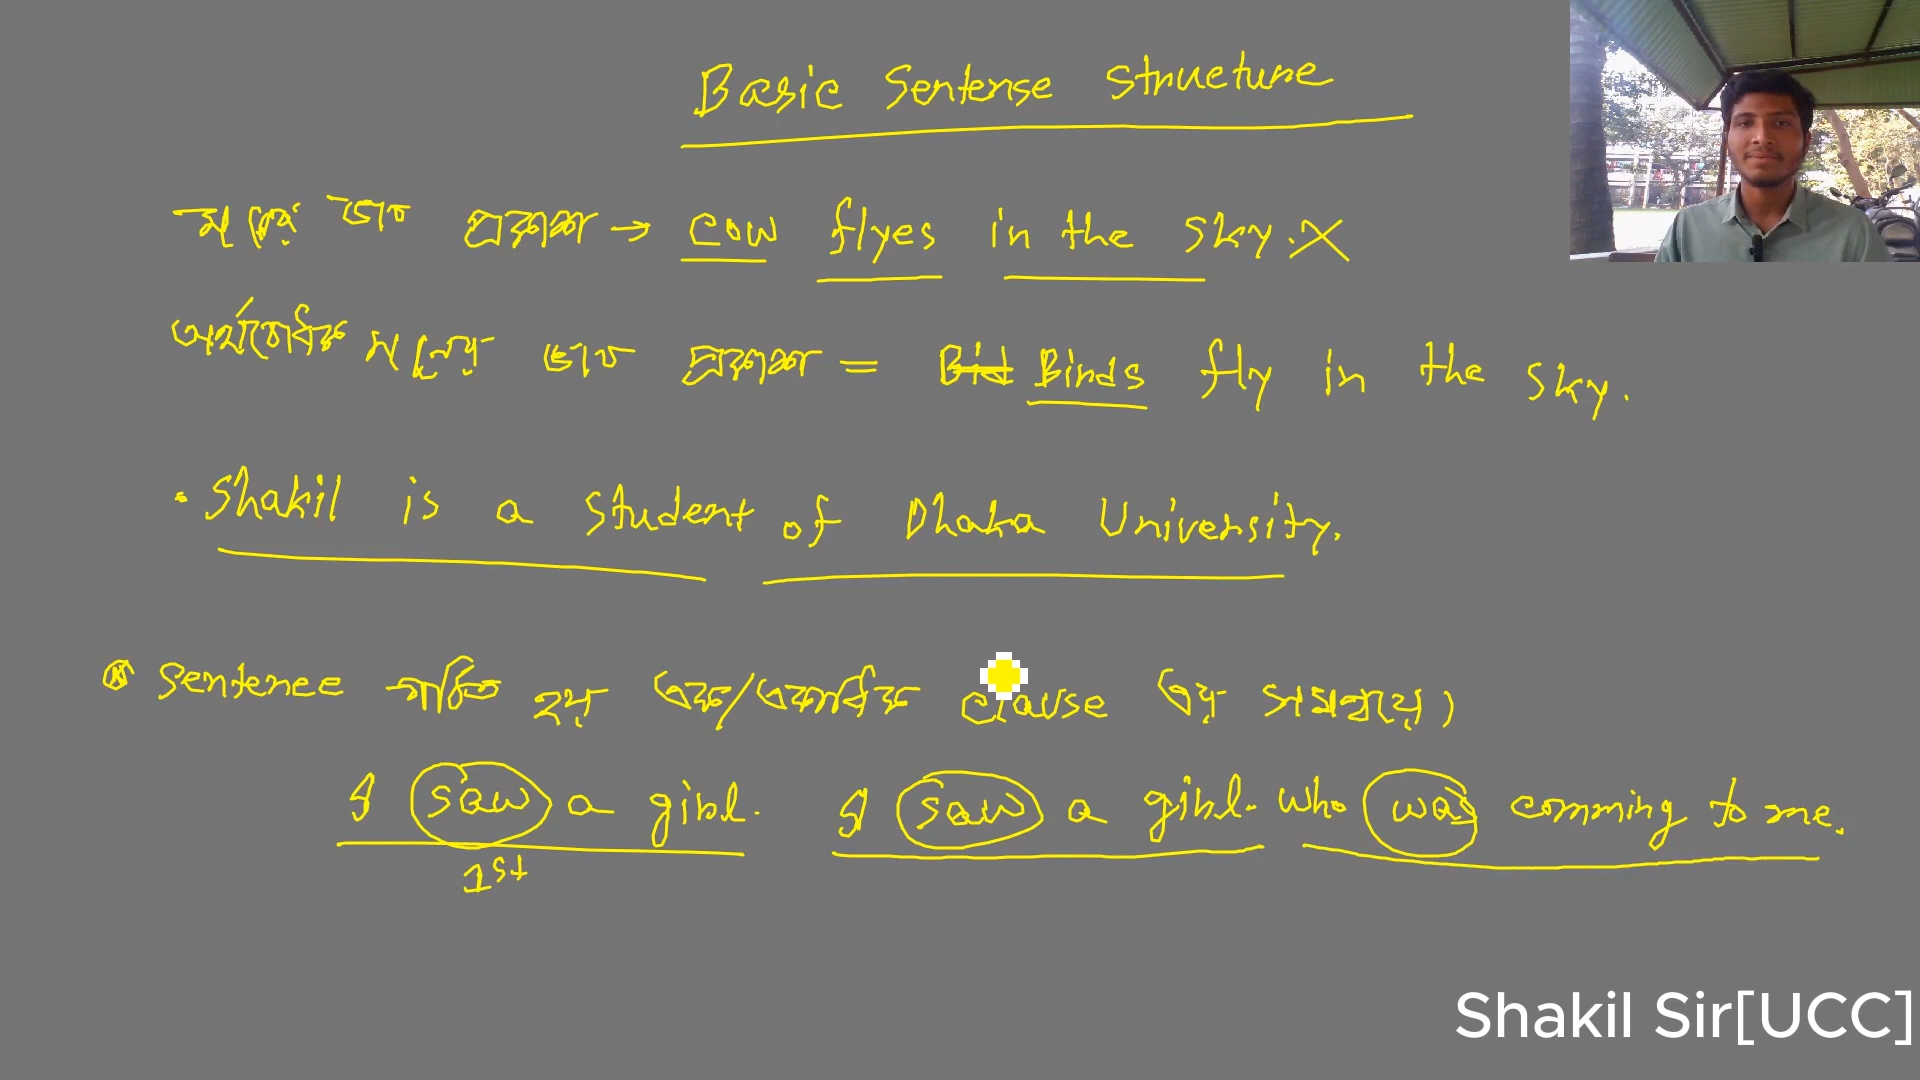 Basic Sentense Structure
মনের ভাব প্রকাশ → Cow flyes in the sky. ✗
অর্থবোধক মনের ভাব প্রকাশ = Bid Birds fly in the sky.
• Shakil is a student of Dhaka University.
Sentence গঠিত হয় এক/একাধিক clause এর সমন্বয়ে।
I saw a girl. I saw a girl. who was comming to me.
1st
Shakil Sir[UCC]